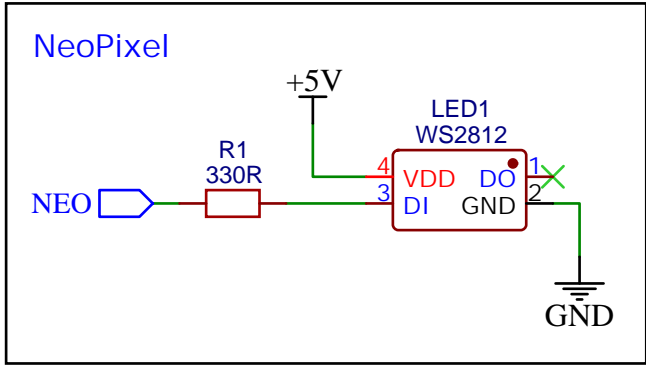 NeoPixel
+5V
LED1
WS2812
R1
330R
4 VDD DO 1
NEO
3 DI GND 2
GND